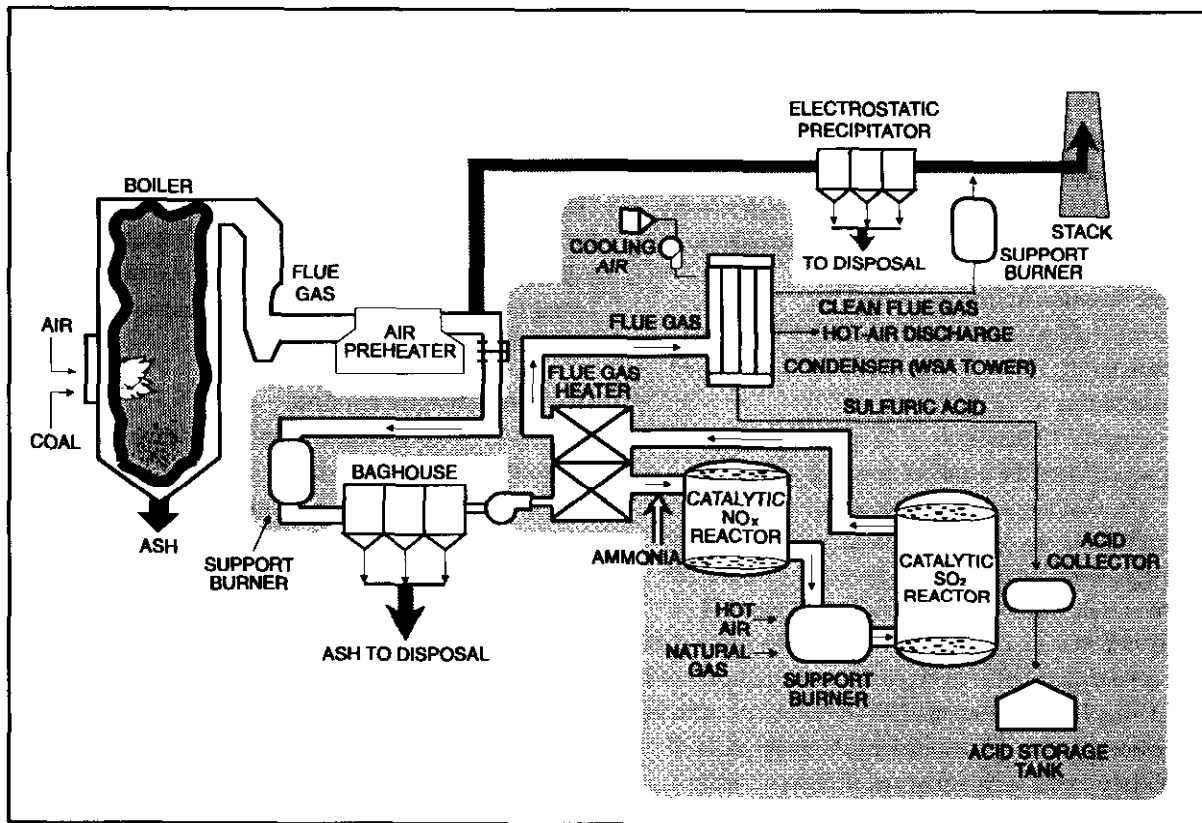 ELECTROSTATIC
PRECIPITATOR
BOILER
STACK
COOLING
AIR
TO DISPOSAL
SUPPORT
BURNER
FLUE
GAS
CLEAN FLUE GAS
AIR
FLUE GAS
HOT-AIR DISCHARGE
AIR
PREHEATER
CONDENSER (WSA TOWER)
FLUE GAS
HEATER
SULFURIC ACID
COAL
BAGHOUSE
CATALYTIC
NOₓ
REACTOR
ASH
AMMONIA
ACID
COLLECTOR
SUPPORT
BURNER
CATALYTIC
SO₂
REACTOR
HOT
AIR
ASH TO DISPOSAL
NATURAL
GAS
SUPPORT
BURNER
ACID STORAGE
TANK